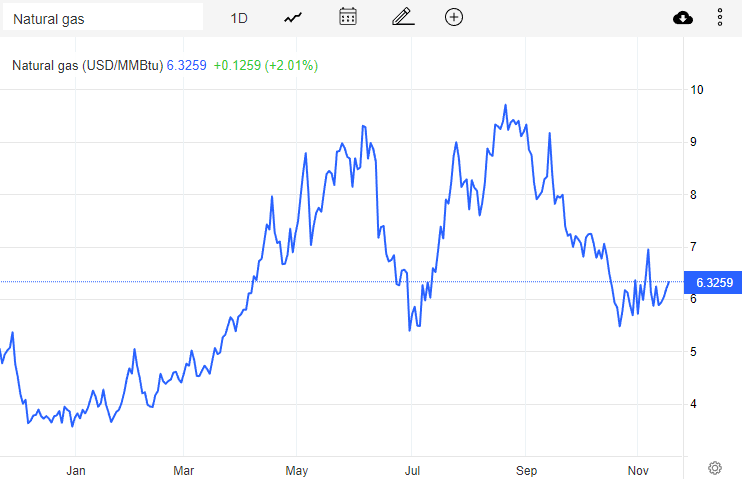 Natural gas 1D
Natural gas (USD/MMBtu) 6.3259 +0.1259 (+2.01%)
10
9
8
7
6.3259
6
5
4
Jan Mar May Jul Sep Nov